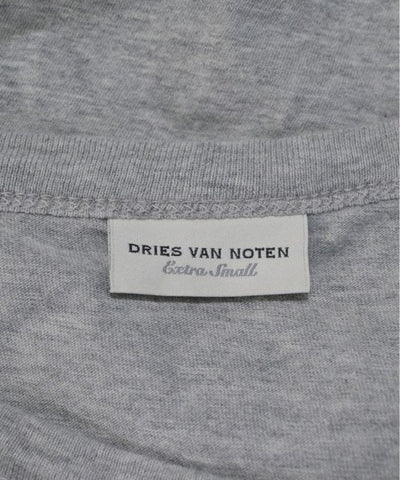 DRIES VAN NOTEN
Extra Small